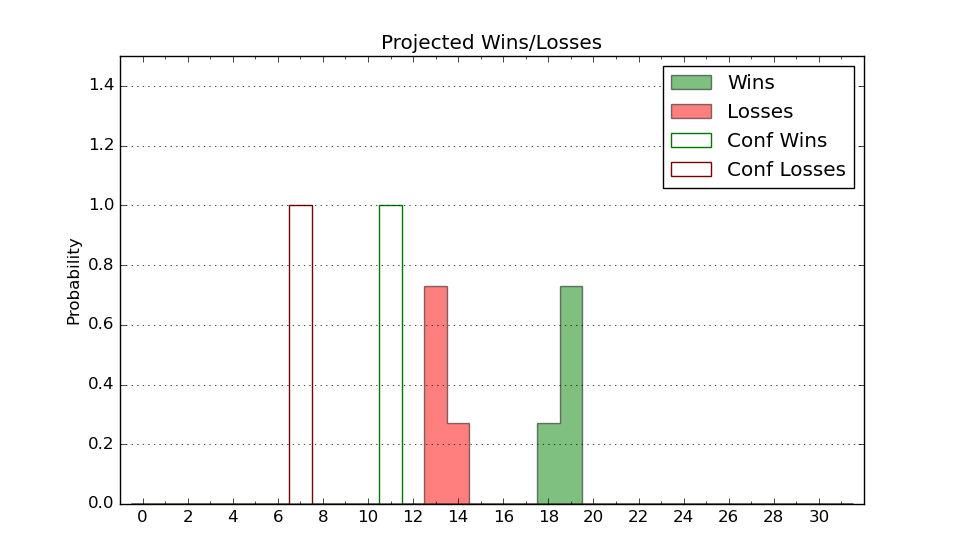 Projected Wins/Losses
Wins
Losses
Conf Wins
Conf Losses
Probability
1.4
1.2
1.0
0.8
0.6
0.4
0.2
0.0
0 2 4 6 8 10 12 14 16 18 20 22 24 26 28 30